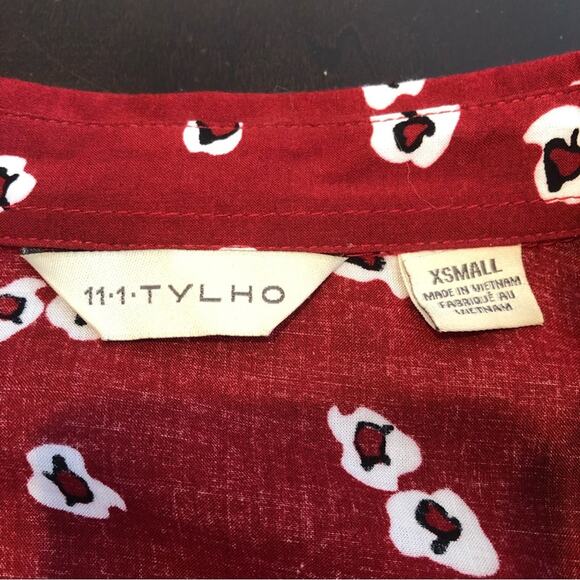 11·1·TYLHO
XSMALL
MADE IN VIETNAM
FABRIQUÉ AU
VIETNAM